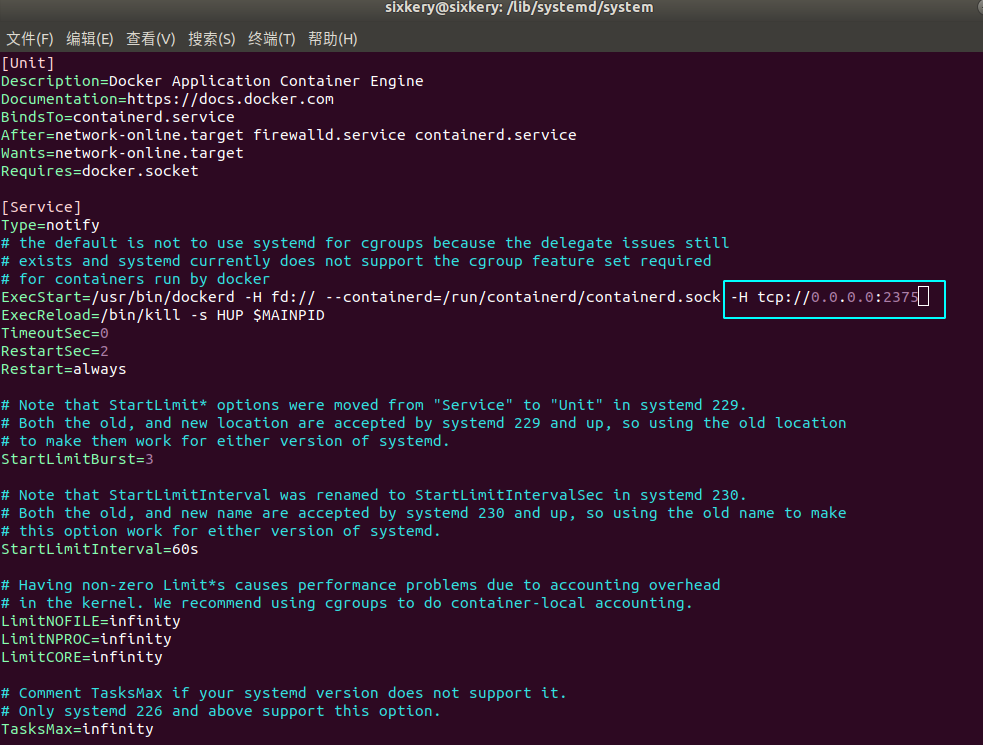 sixkery@sixkery: /lib/systemd/system
文件(F) 编辑(E) 查看(V) 搜索(S) 终端(T) 帮助(H)
[Unit]
Description=Docker Application Container Engine
Documentation=https://docs.docker.com
BindsTo=containerd.service
After=network-online.target firewalld.service containerd.service
Wants=network-online.target
Requires=docker.socket
[Service]
Type=notify
# the default is not to use systemd for cgroups because the delegate issues still
# exists and systemd currently does not support the cgroup feature set required
# for containers run by docker
ExecStart=/usr/bin/dockerd -H fd:// --containerd=/run/containerd/containerd.sock -H tcp://0.0.0.0:2375
ExecReload=/bin/kill -s HUP $MAINPID
TimeoutSec=0
RestartSec=2
Restart=always
# Note that StartLimit* options were moved from "Service" to "Unit" in systemd 229.
# Both the old, and new location are accepted by systemd 229 and up, so using the old location
# to make them work for either version of systemd.
StartLimitBurst=3
# Note that StartLimitInterval was renamed to StartLimitIntervalSec in systemd 230.
# Both the old, and new name are accepted by systemd 230 and up, so using the old name to make
# this option work for either version of systemd.
StartLimitInterval=60s
# Having non-zero Limit*s causes performance problems due to accounting overhead
# in the kernel. We recommend using cgroups to do container-local accounting.
LimitNOFILE=infinity
LimitNPROC=infinity
LimitCORE=infinity
# Comment TasksMax if your systemd version does not support it.
# Only systemd 226 and above support this option.
TasksMax=infinity